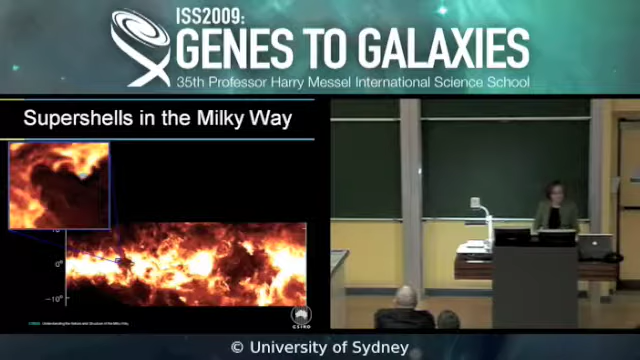 ISS2009:
GENES TO GALAXIES
35th Professor Harry Messel International Science School
Supershells in the Milky Way
0°
−10°
CSIRO
© University of Sydney